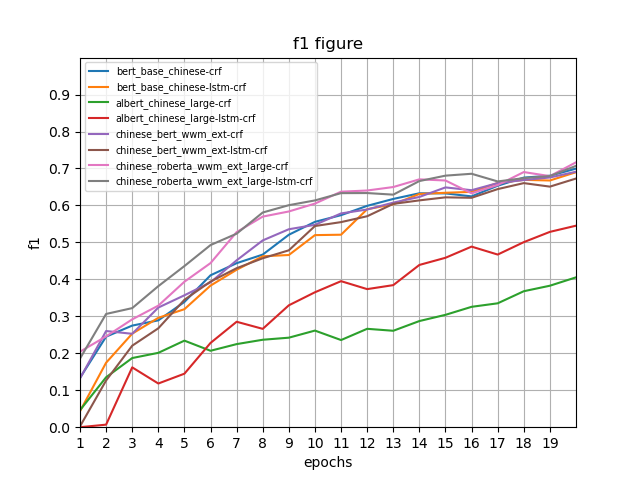 f1 figure
bert_base_chinese-crf
bert_base_chinese-lstm-crf
albert_chinese_large-crf
albert_chinese_large-lstm-crf
chinese_bert_wwm_ext-crf
chinese_bert_wwm_ext-lstm-crf
chinese_roberta_wwm_ext_large-crf
chinese_roberta_wwm_ext_large-lstm-crf
0.9
0.8
0.7
0.6
0.5
0.4
0.3
0.2
0.1
0.0
f1
1 2 3 4 5 6 7 8 9 10 11 12 13 14 15 16 17 18 19
epochs